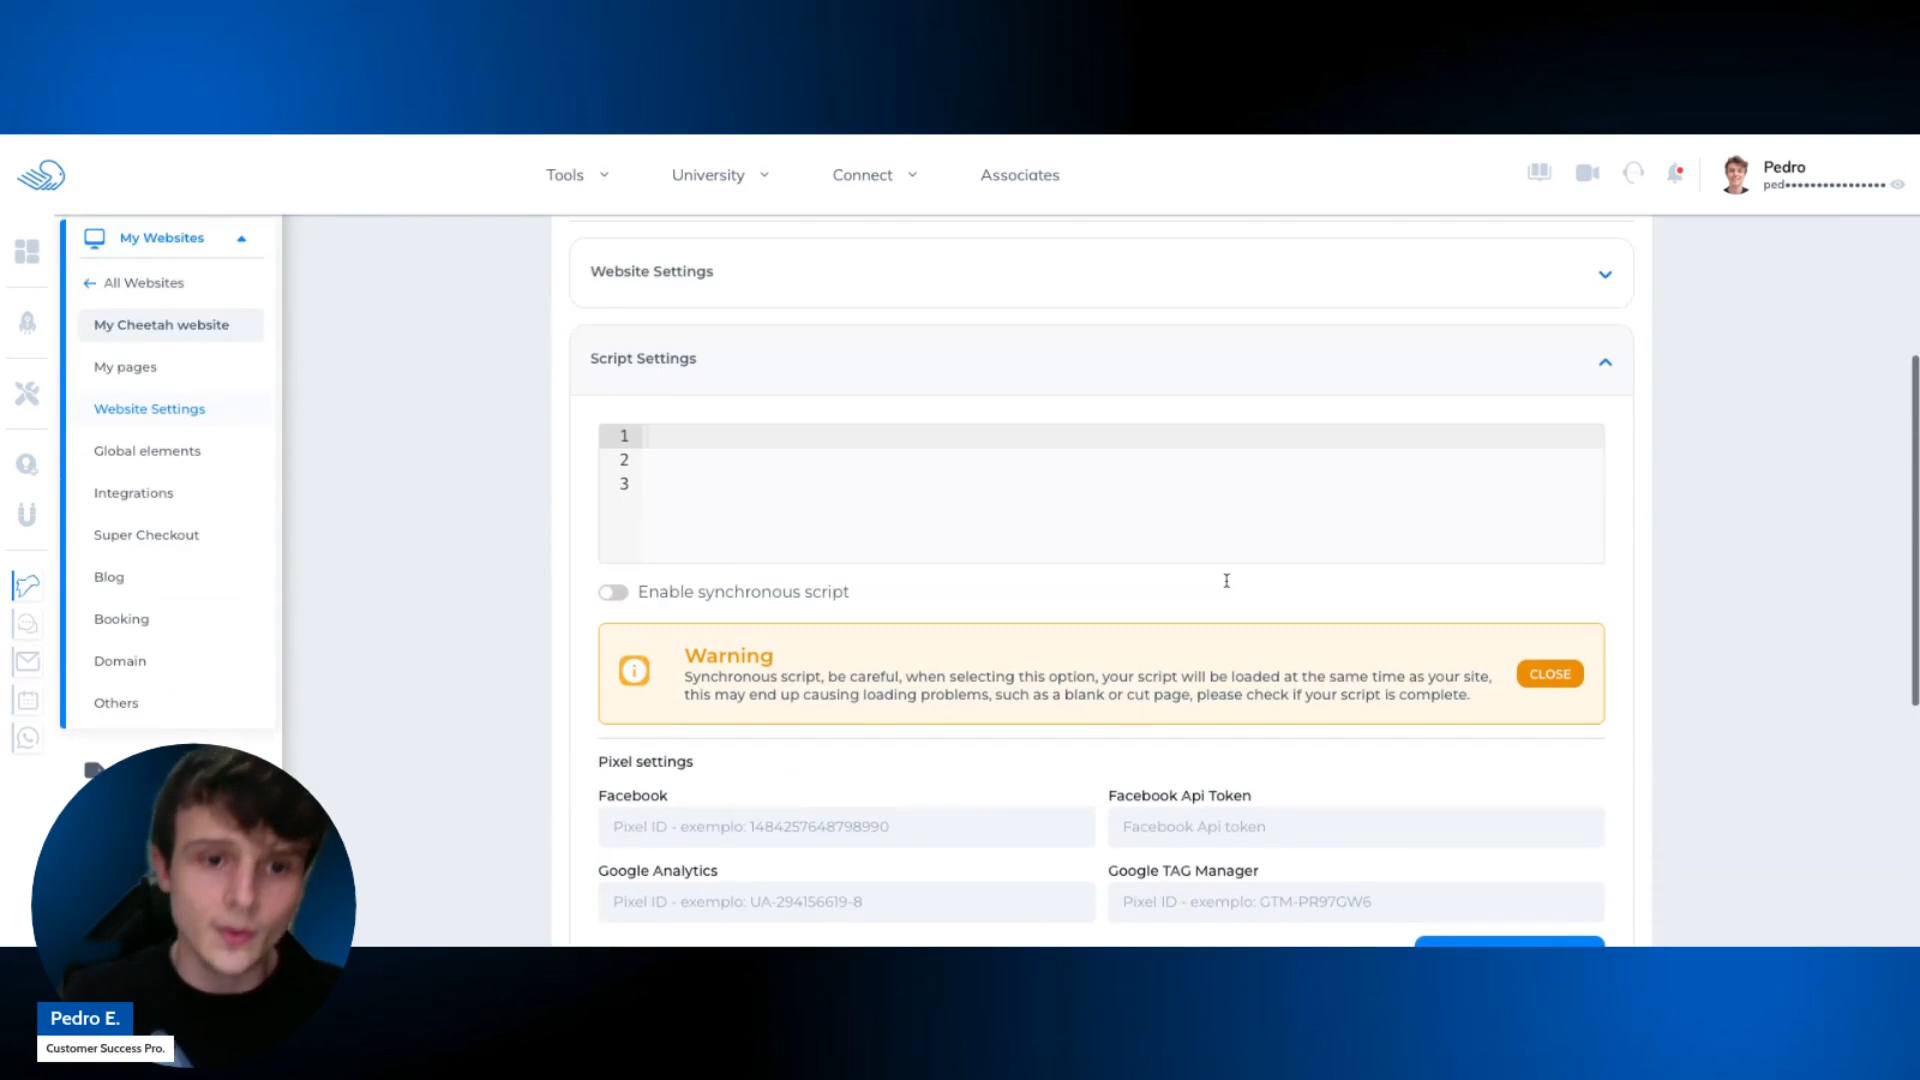 Tools
University
Connect
Associates
Pedro
ped••••••••••••••••
My Websites
All Websites
My Cheetah website
My pages
Website Settings
Global elements
Integrations
Super Checkout
Blog
Booking
Domain
Others
Website Settings
Script Settings
1
2
3
Enable synchronous script
Warning
Synchronous script, be careful, when selecting this option, your script will be loaded at the same time as your site,
this may end up causing loading problems, such as a blank or cut page, please check if your script is complete.
CLOSE
Pixel settings
Facebook
Facebook Api Token
Pixel ID - exemplo: 1484257648798990
Facebook Api token
Google Analytics
Google TAG Manager
Pixel ID - exemplo: UA-294156619-8
Pixel ID - exemplo: GTM-PR97GW6
Pedro E.
Customer Success Pro.